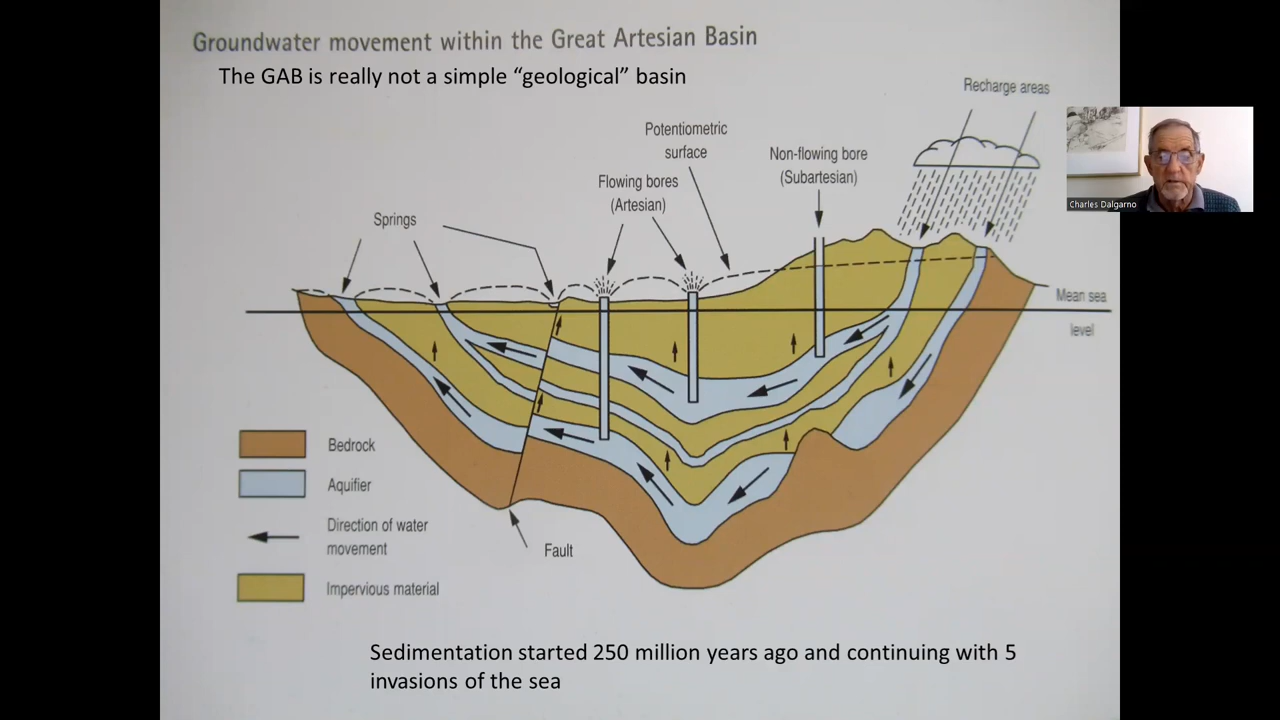 Groundwater movement within the Great Artesian Basin
The GAB is really not a simple “geological” basin
Recharge areas
Potentiometric
surface
Non-flowing bore
(Subartesian)
Flowing bores
(Artesian)
Springs
Charles Dalgarno
Mean sea
level
Bedrock
Aquifier
Direction of water
movement
Fault
Impervious material
Sedimentation started 250 million years ago and continuing with 5
invasions of the sea